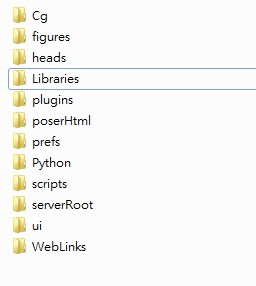 Cg
figures
heads
Libraries
plugins
poserHtml
prefs
Python
scripts
serverRoot
ui
WebLinks